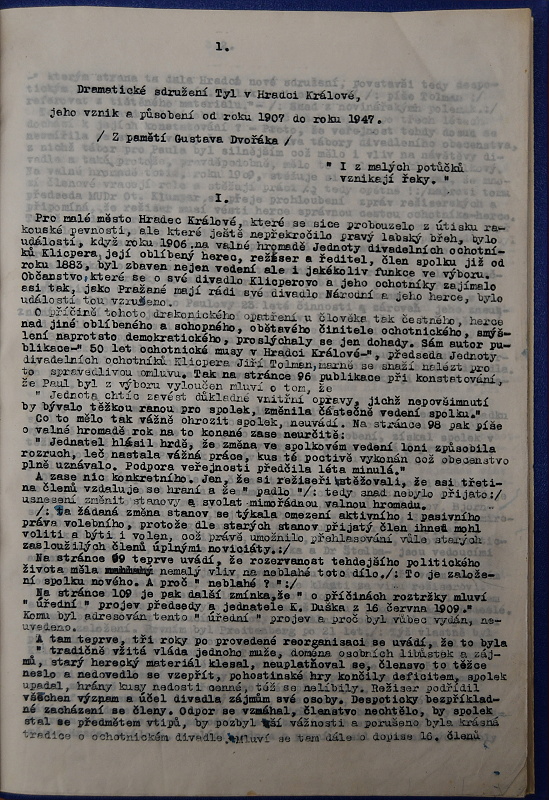 1.
Dramatické sdružení Tyl v Hradci Králové,
jeho vznik a působení od roku 1907 do roku 1947.
/ Z pamětí Gustava Dvořáka /
" I z malých potůčků
vznikají řeky. "
I.
Pro malé město Hradec Králové, které se sice probouzelo z útisku ra-
kouské pevnosti, ale které ještě nepřekročilo pravý labský břeh, bylo
událostí, když roku 1906 na valné hromadě Jednoty divadelních ochotní-
ků Klicpera, její oblíbený herec, režiser a ředitel, člen spolku již od
roku 1883, byl zbaven nejen vedení ale i jakékoliv funkce ve výboru.
Občanstvo, které se o své divadlo Klicperovo a jeho ochotníky zajímalo
asi tak, jako Pražané mají rádi své divadlo Národní a jeho herce, bylo
událostí tou vzrušeno.
O příčině tohoto drakonického opatření u člověka tak čestného, herce
nad jiné oblíbeného a schopného, obětavého činitele ochotnického, smýš-
lení naprosto demokratického, proslýchaly se jen dohady. Sám autor pu-
blikace-" 50 let ochotnické musy v Hradci Králové-", předseda Jednoty
divadelních ochotníků Klicpera Jiří Tolman, marně se snaží nalézt pro
to spravedlivou omluvu. Tak na stránce 96 publikace při konstatování,
že Paul byl z výboru vyloučen mluví o tom, že
" Jednota chtíc zavést důkladné vnitřní opravy, jichž nepovšimnutí
by bývalo těžkou ranou pro spolek, změnila částečně vedení spolku."
Co to mělo tak vážně ohrozit spolek, neuvádí. Na stránce 98 pak píše
o valné hromadě rok na to konané zase neurčitě:
" Jednatel hlásil hrdě, že změna ve spolkovém vedení loni způsobila
rozruch, leč nastala vážná práce, kus té poctivě vykonán což obecenstvo
plně uznávalo. Podpora veřejnosti předčila léta minulá."
A zase nic konkretního. Jen, že si režiseři stěžovali, že asi třeti-
na členů vzdaluje se hraní a že " padlo "/: tedy snad nebylo přijato:/
usnesení změnit stanovy a svolat mimořádnou valnou hromadu.
/: Ta žádaná změna stanov se týkala omezení aktivního i pasivního
práva volebního, protože dle starých stanov přijatý člen ihned mohl
voliti a býti i volen, což právě umožnilo přehlasování vůle starých
zasloužilých členů úplnými noviciáty.:/
Na stránce 99 teprve uvádí, že rozervanost tehdejšího politického
života měla nemalý vliv na neblahé toto dílo./: To je založe-
ní spolku nového. A proč " neblahé ? ":/
Na stránce 109 je pak další zmínka, že " o příčinách roztržky mluví
" úřední " projev předsedy a jednatele K. Duška z 16 června 1909."
Komu byl adresován tento " úřední " projev a proč byl vůbec vydán, ne-
uvedeno.
A tam teprve, tři roky po provedené reorganisaci se uvádí, že to byla
" tradičně vžitá vláda jednoho muže, doména osobních libůstek a záj-
mů, starý herecký materiál klesal, neuplatňoval se, členstvo to těžce
neslo a nedovedlo se vzepřít, pohostinské hry končily deficitem, spolek
upadal, hrány kusy nedosti cenné, též se nelíbily. Režiser podřídil
všechen význam a účel divadla zájmům své osoby. Despoticky bezpříklad-
né zacházení se členy. Odpor se vzmáhal, členstvo nechtělo, by spolek
stal se předmětem vtipů, by pozbyl vší vážnosti a porušeno byla krásná
tradice o ochotnickém divadle. Mluví se tam dále o dopise 16. členů